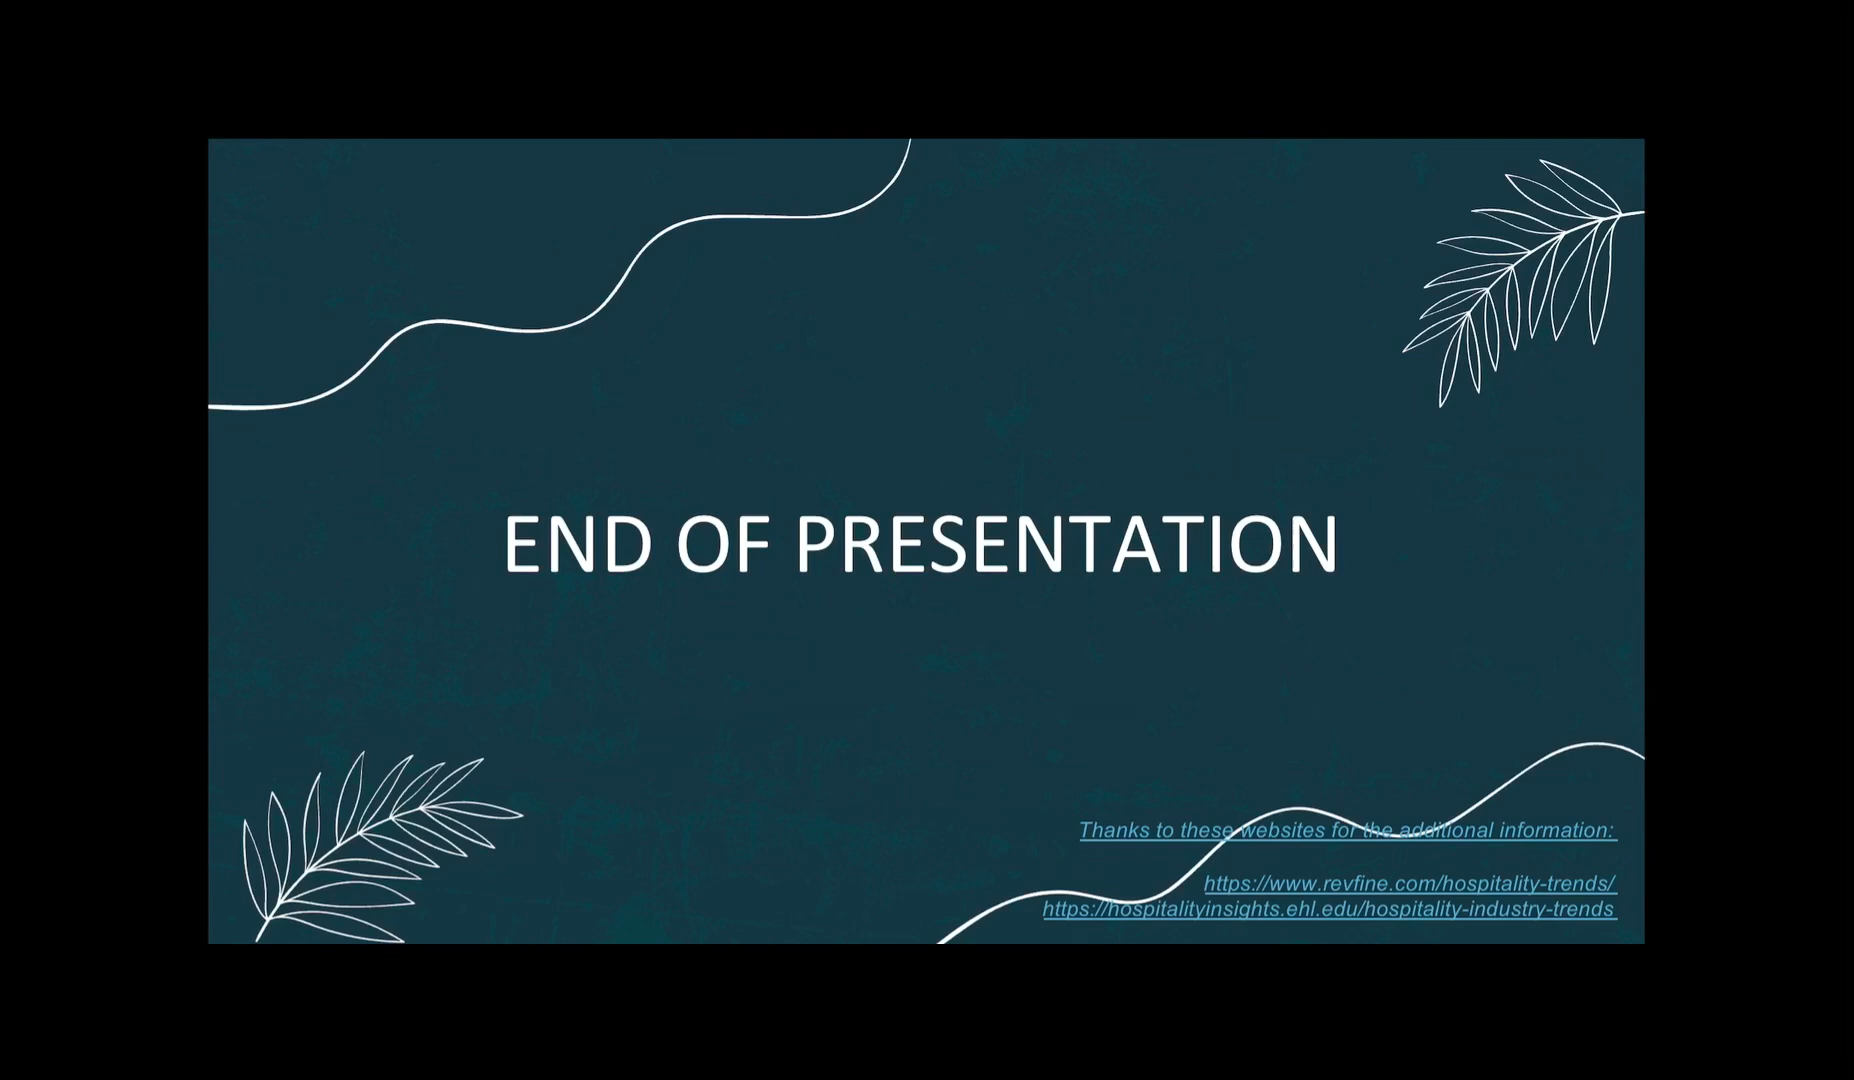 END OF PRESENTATION
Thanks to these websites for the additional information:
https://www.revfine.com/hospitality-trends/
https://hospitalityinsights.ehl.edu/hospitality-industry-trends